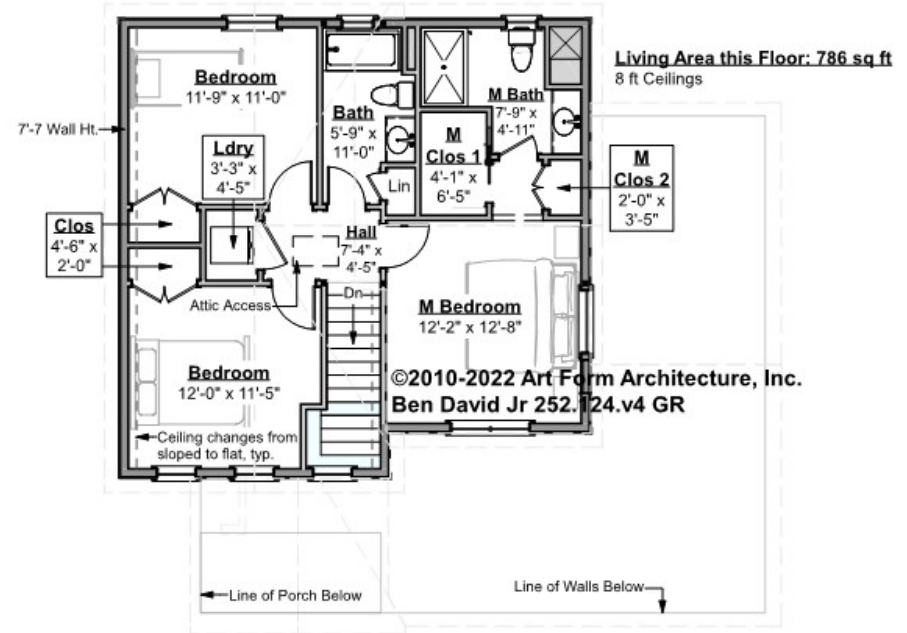 Living Area this Floor: 786 sq ft
8 ft Ceilings
Bedroom
11'-9" x 11'-0"
Bath
5'-9" x
11'-0"
M Bath
7'-9" x
4'-11"
7'-7 Wall Ht.
Ldry
3'-3" x
4'-5"
M
Clos 1
4'-1" x
6'-5"
Lin
M
Clos 2
2'-0" x
3'-5"
Clos
4'-6" x
2'-0"
Hall
7'-4" x
4'-5"
Attic Access
Dn
M Bedroom
12'-2" x 12'-8"
Bedroom
12'-0" x 11'-5"
©2010-2022 Art Form Architecture, Inc.
Ben David Jr 252.124.v4 GR
Ceiling changes from
sloped to flat, typ.
Line of Porch Below
Line of Walls Below